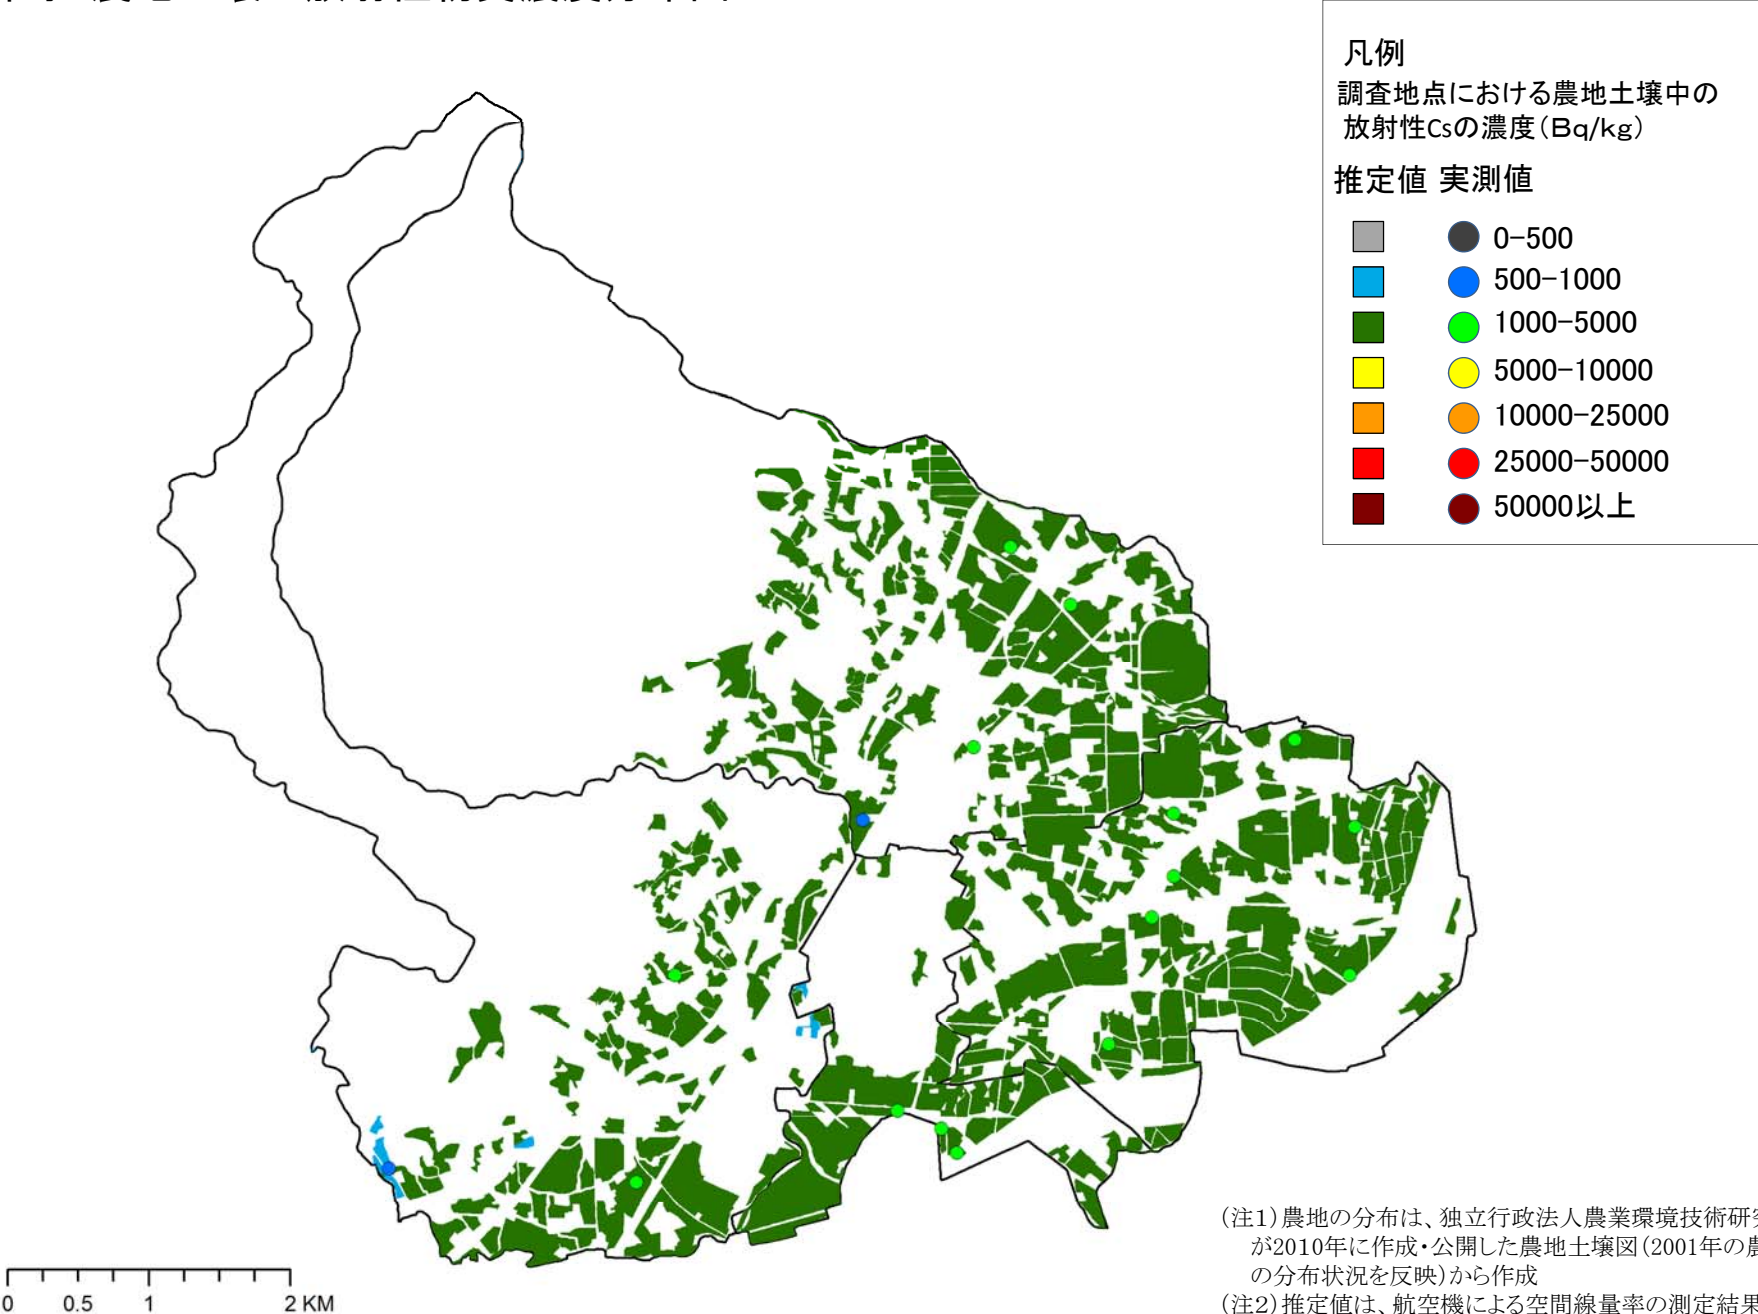 凡例
調査地点における農地土壌中の
放射性Csの濃度（Bq/kg）
推定値 実測値
0-500
500-1000
1000-5000
5000-10000
10000-25000
25000-50000
50000以上
（注1）農地の分布は、独立行政法人農業環境技術研究
が2010年に作成・公開した農地土壌図（2001年の農
の分布状況を反映）から作成
（注2）推定値は、航空機による空間線量率の測定結果
0 0.5 1 2 KM